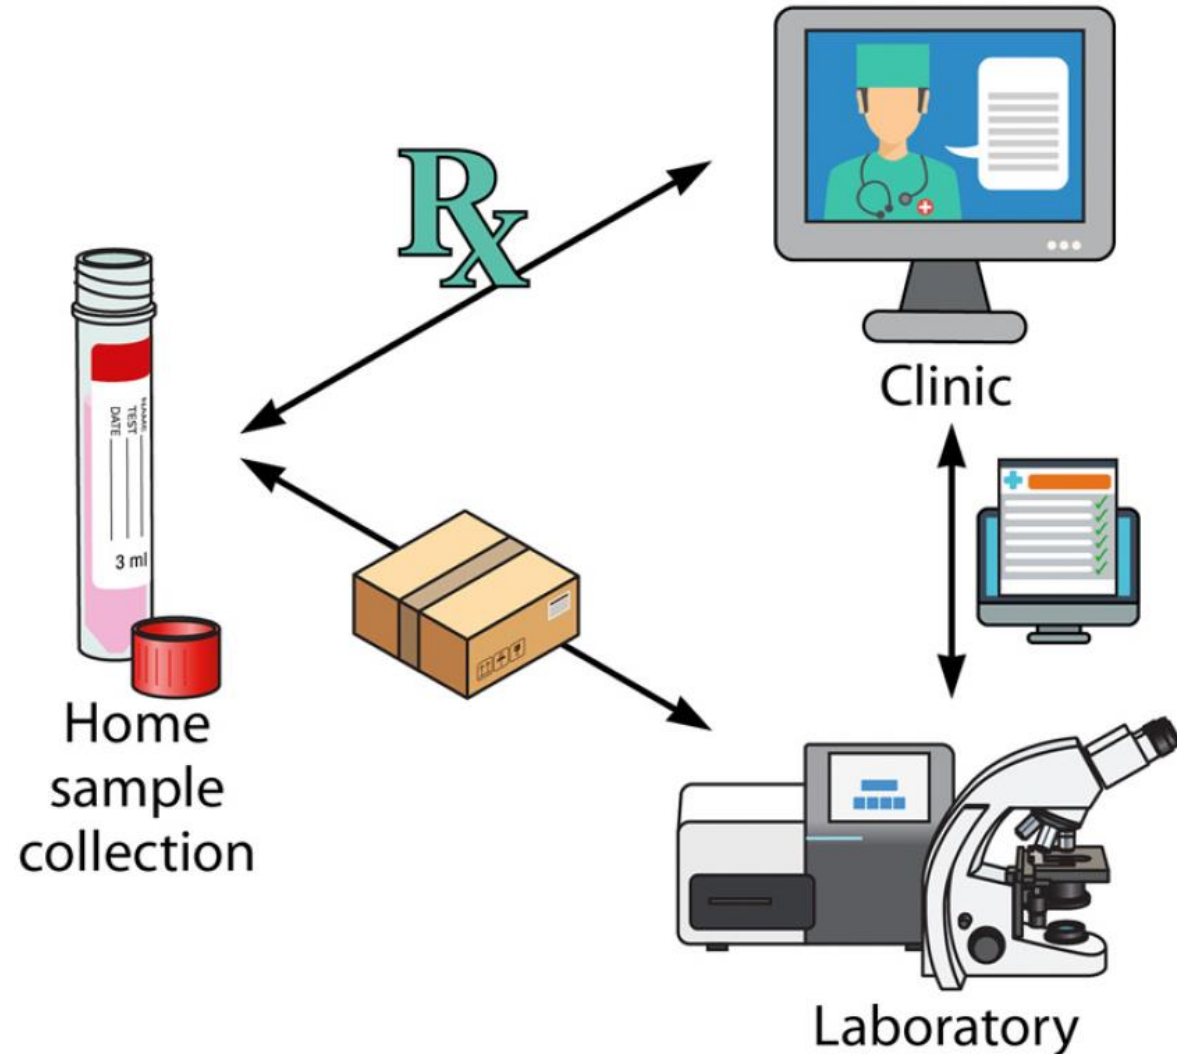 Rx
Clinic
NAME
TEST
DATE
3 ml
Home
sample
collection
Laboratory